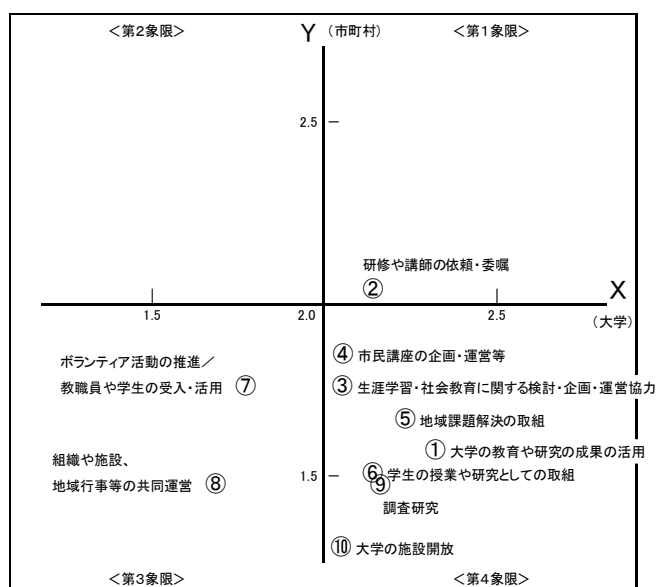 ＜第2象限＞
Y (市町村)
＜第1象限＞
2.5
研修や講師の依頼・委嘱
②
X
1.5
2.0
2.5
(大学)
④ 市民講座の企画・運営等
ボランティア活動の推進／
教職員や学生の受入・活用 ⑦
③ 生涯学習・社会教育に関する検討・企画・運営協力
⑤ 地域課題解決の取組
① 大学の教育や研究の成果の活用
組織や施設、
地域行事等の共同運営 ⑧
1.5
⑥ 学生の授業や研究としての取組
⑨
調査研究
⑩ 大学の施設開放
＜第3象限＞
＜第4象限＞